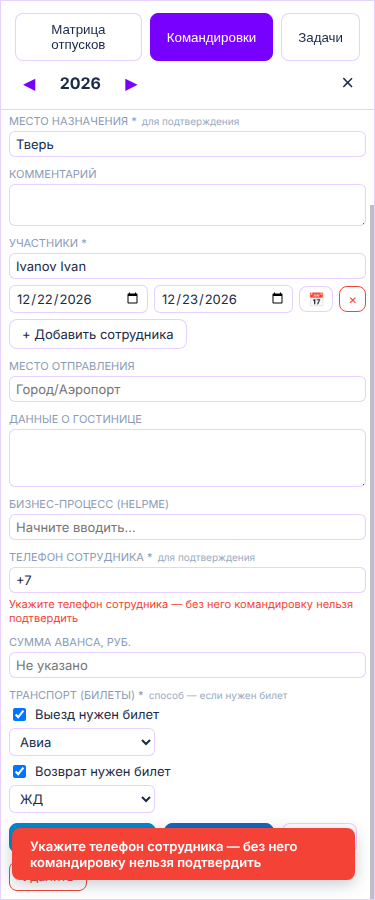 Матрица
отпусков
Командировки
Задачи
◀ 2026 ▶ ×
МЕСТО НАЗНАЧЕНИЯ * для подтверждения
Тверь
КОММЕНТАРИЙ
УЧАСТНИКИ *
Ivanov Ivan
12/22/2026 12/23/2026 ×
+ Добавить сотрудника
МЕСТО ОТПРАВЛЕНИЯ
Город/Аэропорт
ДАННЫЕ О ГОСТИНИЦЕ
БИЗНЕС-ПРОЦЕСС (HELPME)
Начните вводить...
ТЕЛЕФОН СОТРУДНИКА * для подтверждения
+7
Укажите телефон сотрудника — без него командировку нельзя
подтвердить
СУММА АВАНСА, РУБ.
Не указано
ТРАНСПОРТ (БИЛЕТЫ) * способ — если нужен билет
Выезд нужен билет
Авиа
Возврат нужен билет
ЖД
Укажите телефон сотрудника — без него
командировку нельзя подтвердить